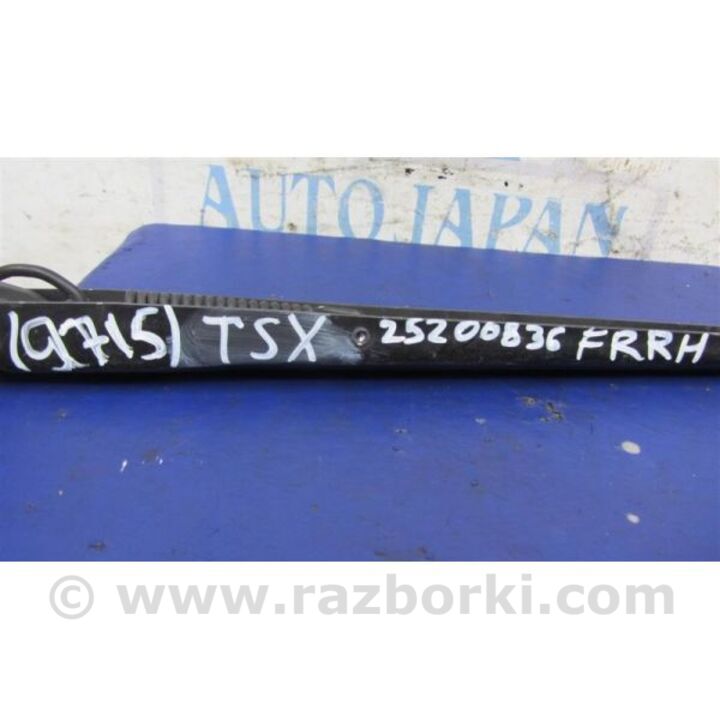 AUTO JAPAN
(9715) TSX 25200836 FRRH
© www.razborki.com